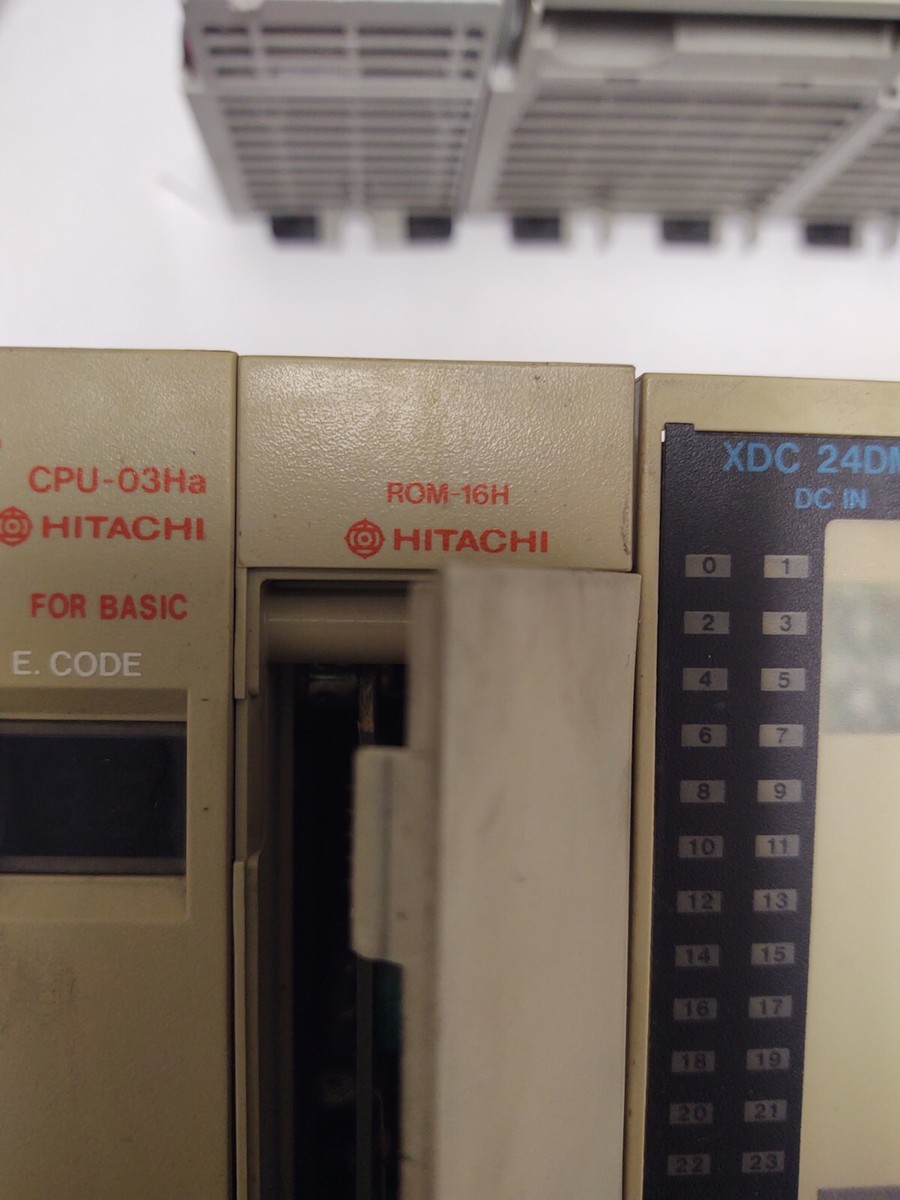 CPU-03Ha
HITACHI
FOR BASIC
E. CODE
ROM-16H
HITACHI
XDC 24DM
DC IN
0 1
2 3
4 5
6 7
8 9
10 11
12 13
14 15
16 17
18 19
20 21
22 23